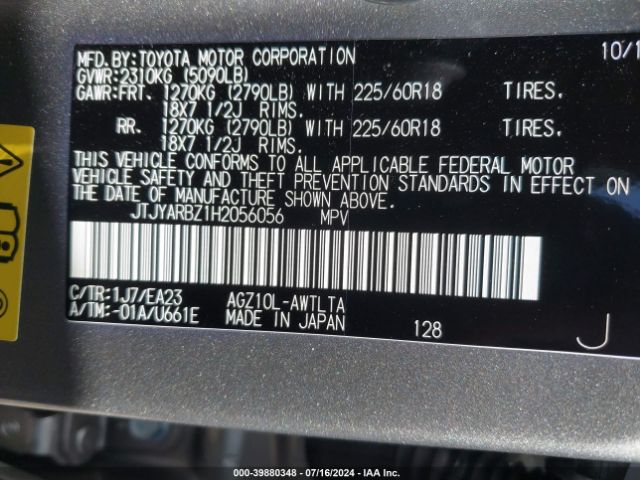 MFD. BY: TOYOTA MOTOR CORPORATION 10/1
GVWR: 2310KG (5090LB)
GAWR: FRT. 1270KG (2790LB) WITH 225/60R18 TIRES.
18X7 1/2J RIMS.
RR. 1270KG (2790LB) WITH 225/60R18 TIRES.
18X7 1/2J RIMS.
THIS VEHICLE CONFORMS TO ALL APPLICABLE FEDERAL MOTOR
VEHICLE SAFETY AND THEFT PREVENTION STANDARDS IN EFFECT ON
THE DATE OF MANUFACTURE SHOWN ABOVE.
JTJYARBZ1H2056056 MPV
C/TR: 1J7/EA23 AGZ10L-AWTLTA
A/TM: -01A/U661E MADE IN JAPAN 128 J
000-39880348 - 07/16/2024 - IAA Inc.